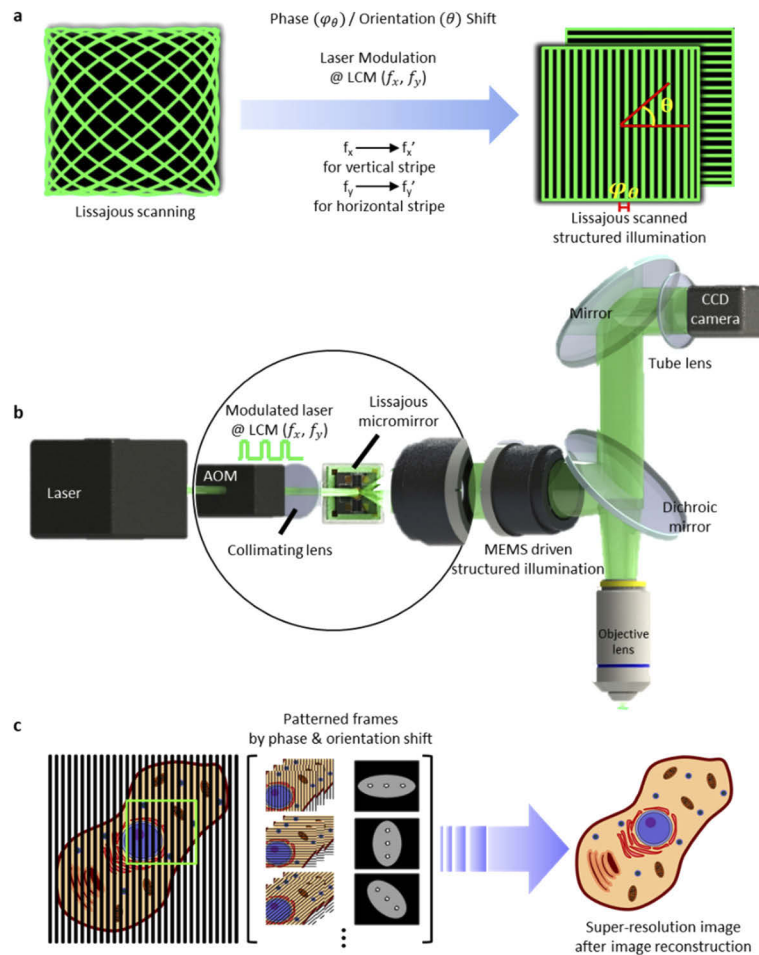 a
Phase (φθ) / Orientation (θ) Shift
Laser Modulation
@ LCM (fx, fy)
fx → fx’
for vertical stripe
fy → fy’
for horizontal stripe
θ
φθ
Lissajous scanning
Lissajous scanned
structured illumination
b
Mirror
CCD
camera
Tube lens
Modulated laser
@ LCM (fx, fy)
Lissajous
micromirror
Laser
AOM
Collimating lens
Dichroic
mirror
MEMS driven
structured illumination
Objective
lens
c
Patterned frames
by phase & orientation shift
Super-resolution image
after image reconstruction